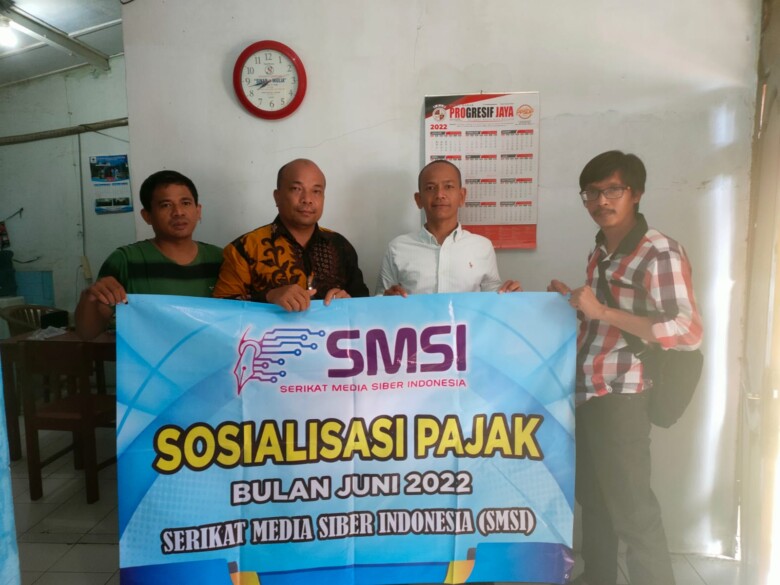 PROGRESIF JAYA
2022
SMSI
SERIKAT MEDIA SIBER INDONESIA
SOSIALISASI PAJAK
BULAN JUNI 2022
SERIKAT MEDIA SIBER INDONESIA (SMSI)